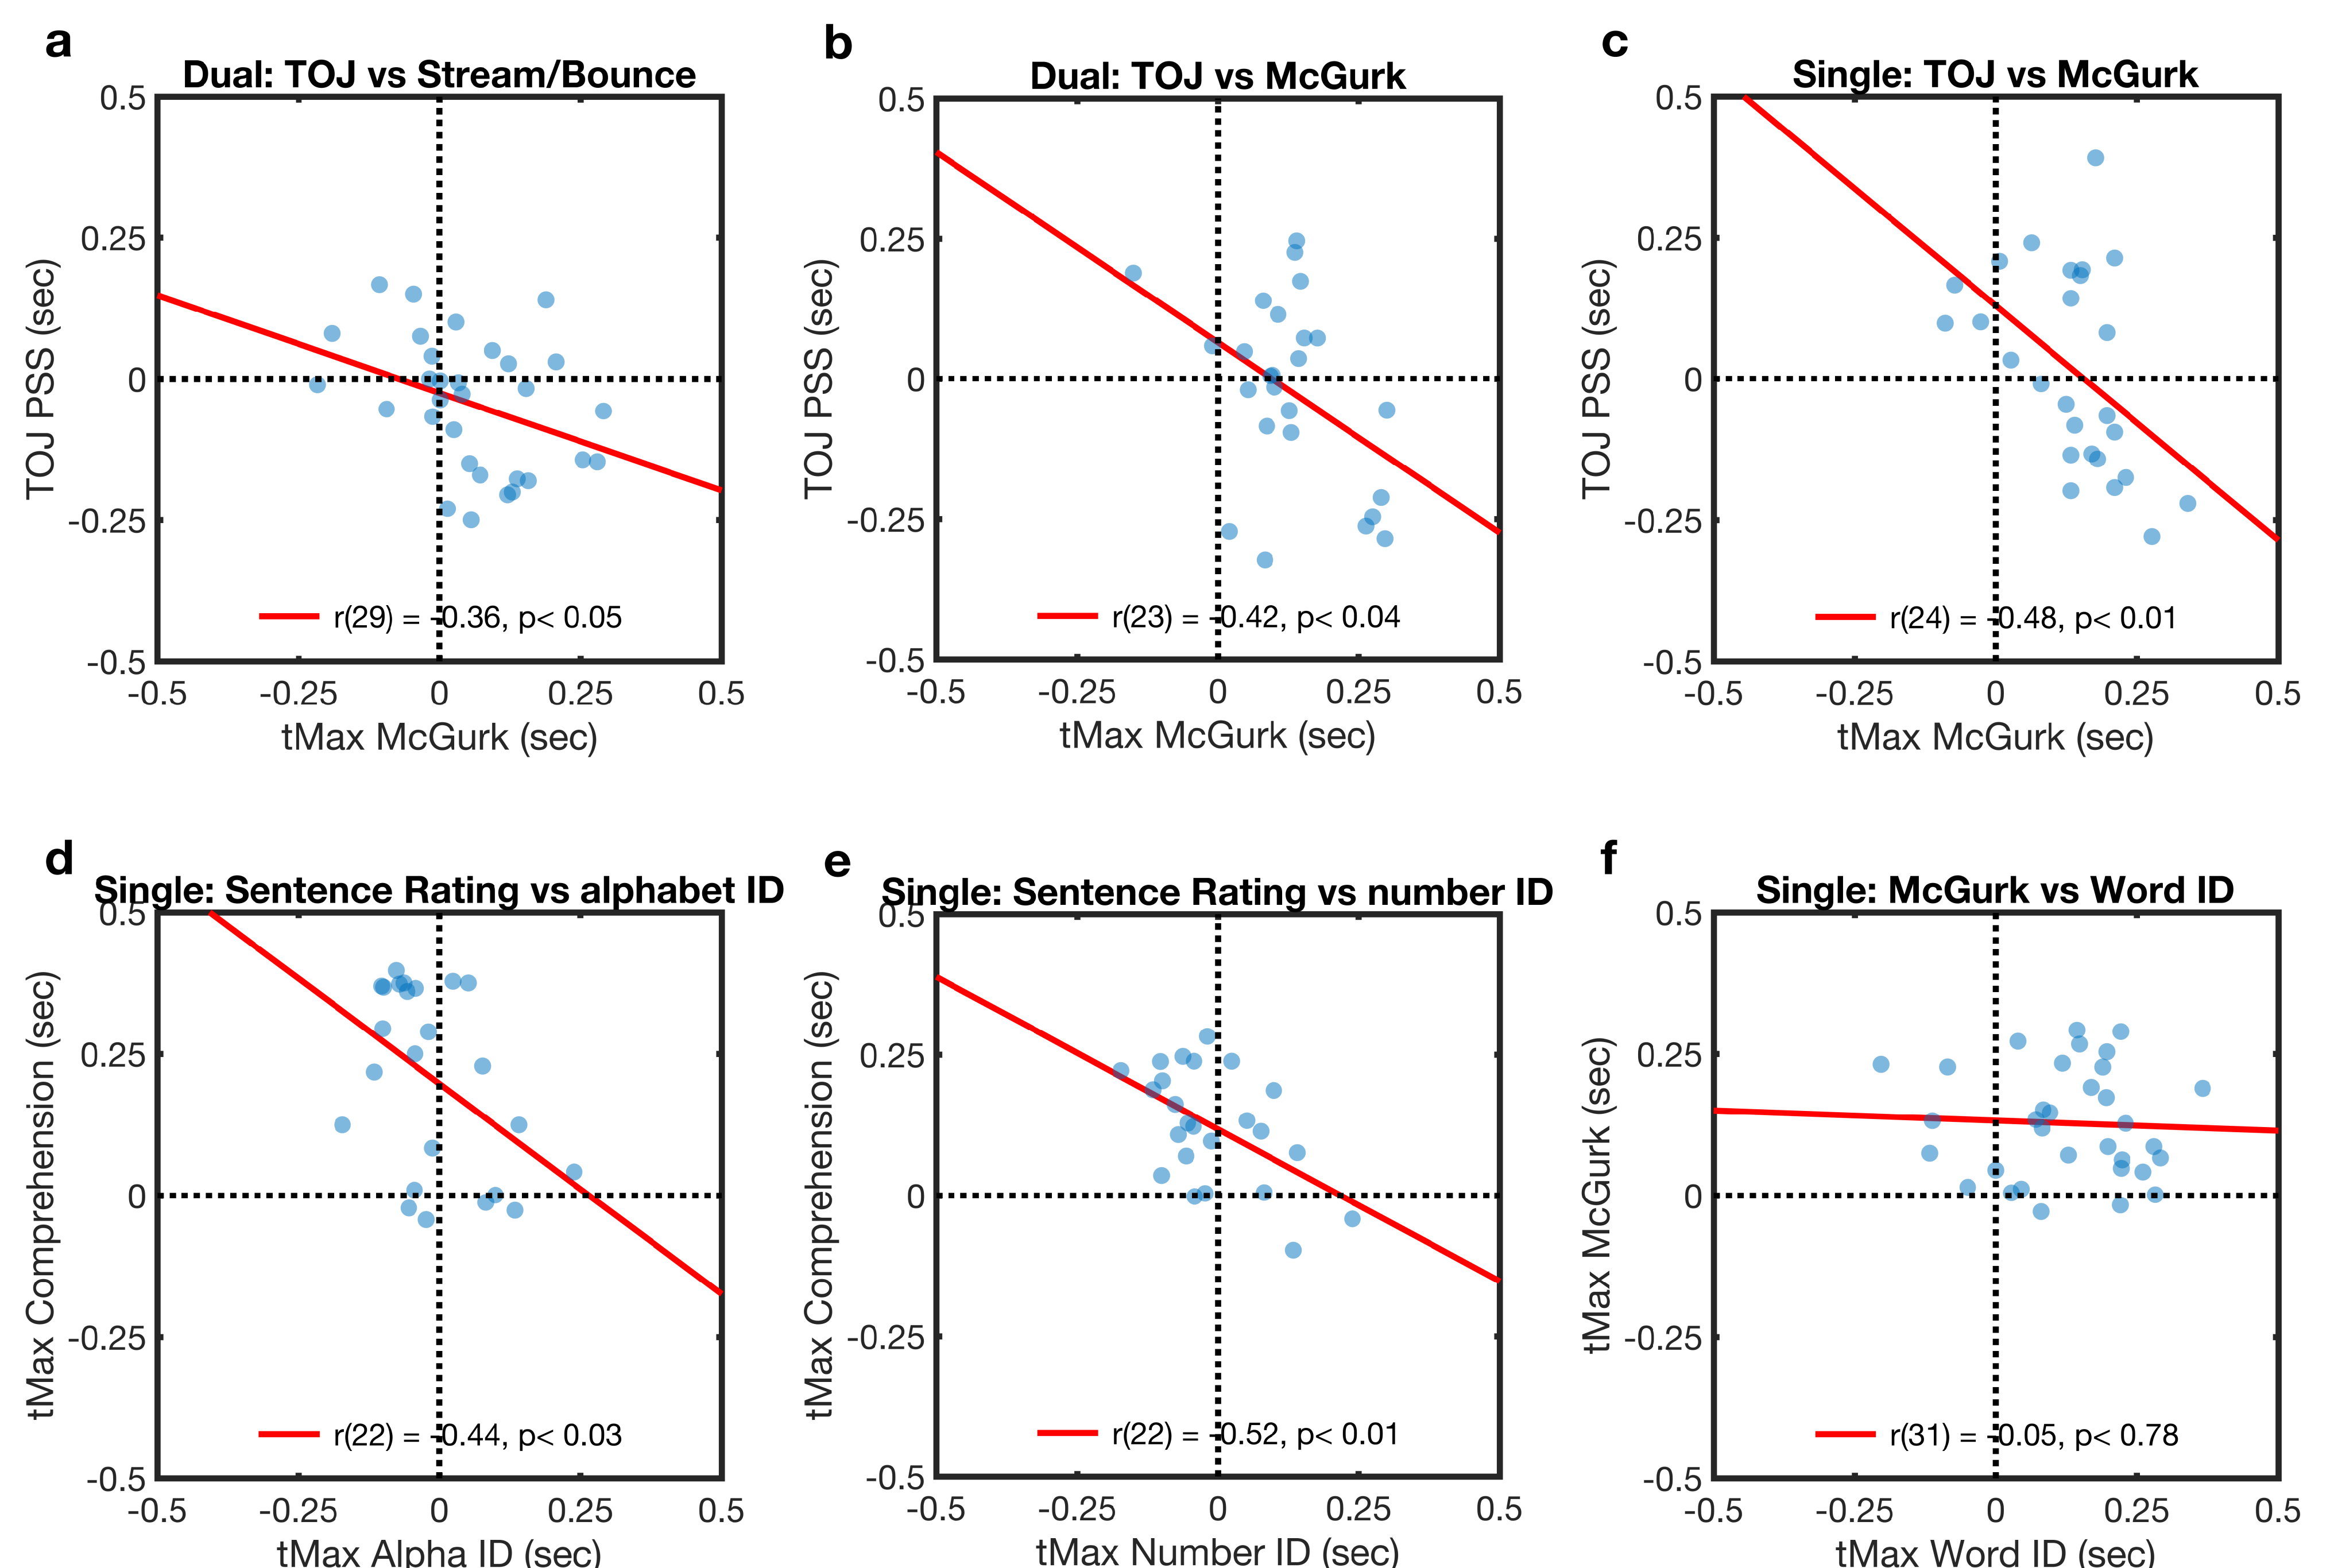 a
Dual: TOJ vs Stream/Bounce
0.5
0.25
0
-0.25
-0.5
TOJ PSS (sec)
r(29) = -0.36, p< 0.05
-0.5 -0.25 0 0.25 0.5
tMax McGurk (sec)
b
Dual: TOJ vs McGurk
0.5
0.25
0
-0.25
-0.5
TOJ PSS (sec)
r(23) = -0.42, p< 0.04
-0.5 -0.25 0 0.25 0.5
tMax McGurk (sec)
c
Single: TOJ vs McGurk
0.5
0.25
0
-0.25
-0.5
TOJ PSS (sec)
r(24) = -0.48, p< 0.01
-0.5 -0.25 0 0.25 0.5
tMax McGurk (sec)
d
Single: Sentence Rating vs alphabet ID
0.5
0.25
0
-0.25
-0.5
tMax Comprehension (sec)
r(22) = -0.44, p< 0.03
-0.5 -0.25 0 0.25 0.5
tMax Alpha ID (sec)
e
Single: Sentence Rating vs number ID
0.5
0.25
0
-0.25
-0.5
tMax Comprehension (sec)
r(22) = -0.52, p< 0.01
-0.5 -0.25 0 0.25 0.5
tMax Number ID (sec)
f
Single: McGurk vs Word ID
0.5
0.25
0
-0.25
-0.5
tMax McGurk (sec)
r(31) = -0.05, p< 0.78
-0.5 -0.25 0 0.25 0.5
tMax Word ID (sec)